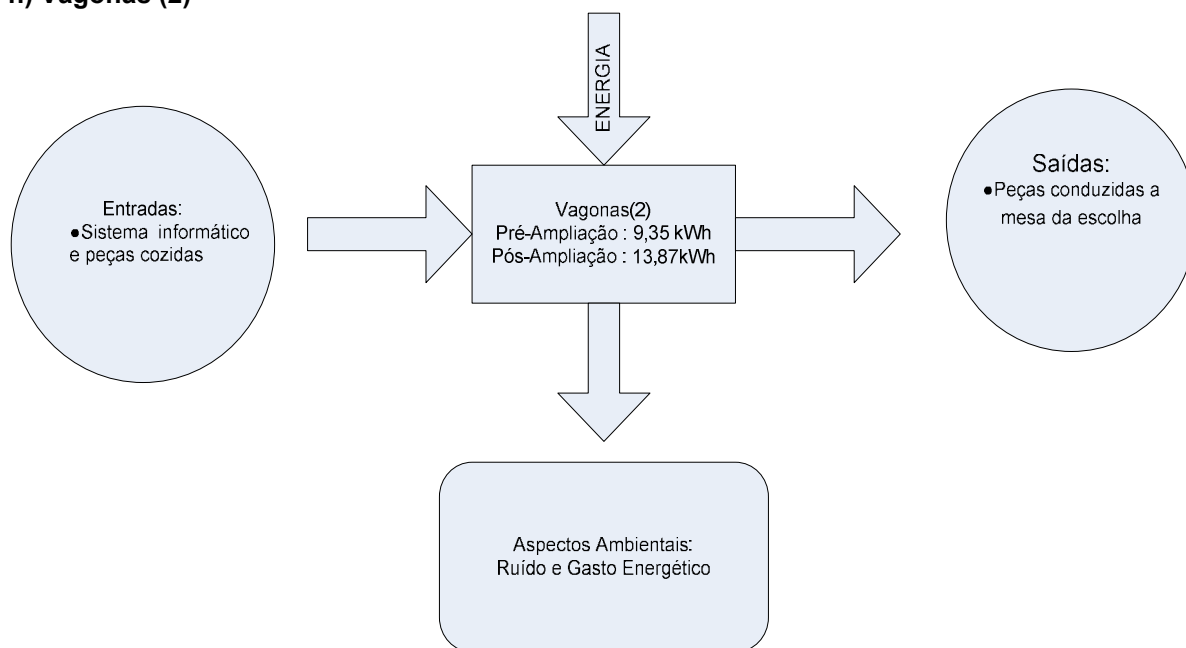 Vagonas (2)
ENERGIA
Entradas:
•Sistema informático
e peças cozidas
Vagonas(2)
Pré-Ampliação : 9,35 kWh
Pós-Ampliação : 13,87kWh
Saídas:
•Peças conduzidas a
mesa da escolha
Aspectos Ambientais:
Ruído e Gasto Energético